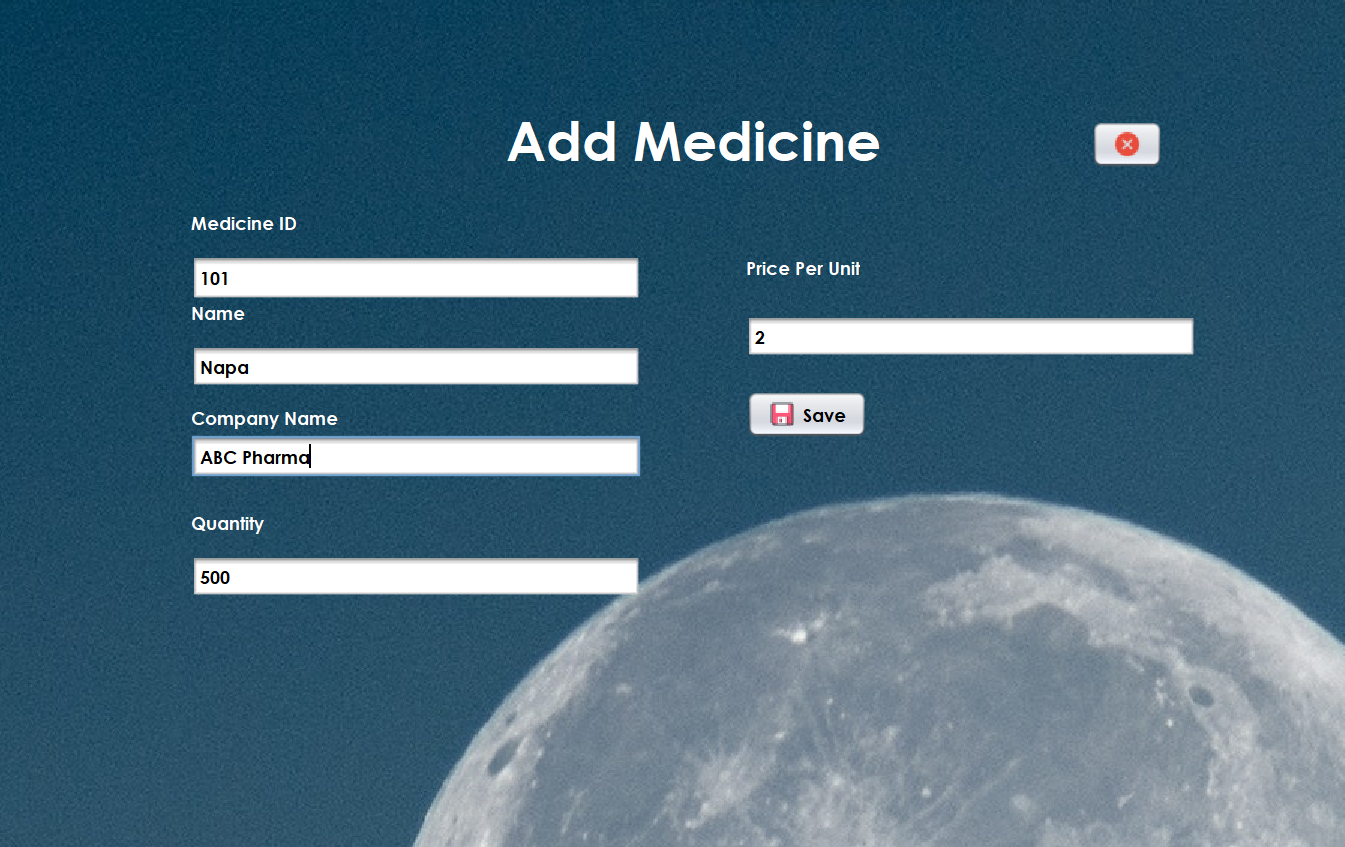 Add Medicine
Medicine ID
101
Name
Napa
Company Name
ABC Pharma
Quantity
500
Price Per Unit
2
Save